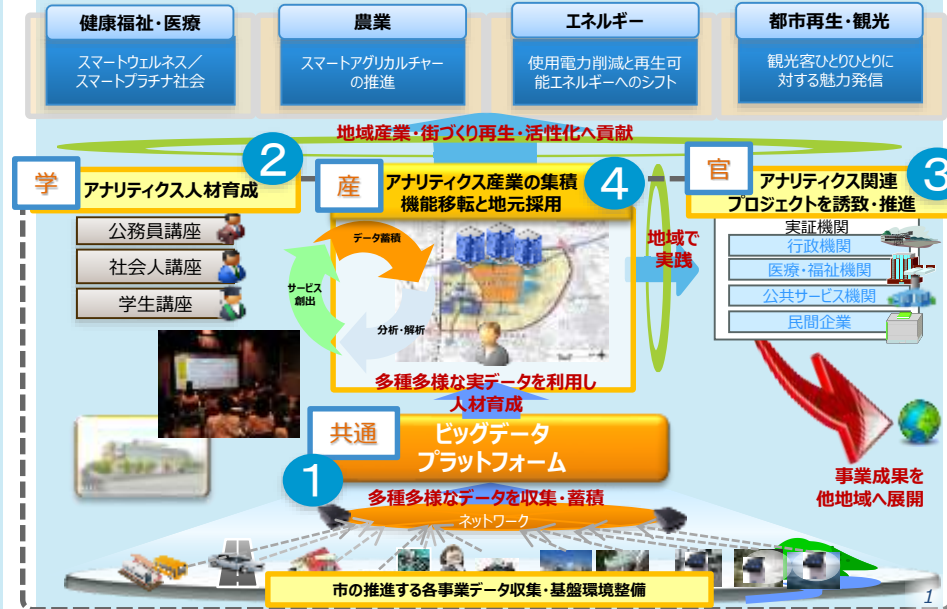 健康福祉・医療
農業
エネルギー
都市再生・観光
スマートウェルネス／
スマートプラチナ社会
スマートアグリカルチャー
の推進
使用電力削減と再生可
能エネルギーへのシフト
観光客ひとりひとりに
対する魅力発信
地域産業・街づくり再生・活性化へ貢献
学
アナリティクス人材育成
2
公務員講座
社会人講座
学生講座
産
アナリティクス産業の集積
機能移転と地元採用
4
データ蓄積
サービス
創出
分析・解析
多種多様な実データを利用し
人材育成
地域で
実践
官
アナリティクス関連
プロジェクトを誘致・推進
3
実証機関
行政機関
医療・福祉機関
公共サービス機関
民間企業
事業成果を
他地域へ展開
共通
1
ビッグデータ
プラットフォーム
多種多様なデータを収集・蓄積
ネットワーク
市の推進する各事業データ収集・基盤環境整備
1